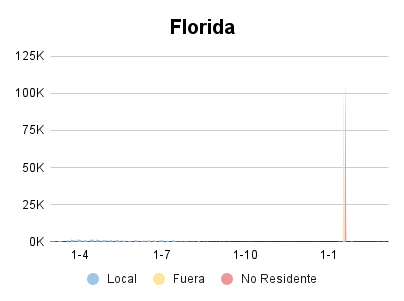 Florida
125K
100K
75K
50K
25K
0K
1-4 1-7 1-10 1-1
Local Fuera No Residente